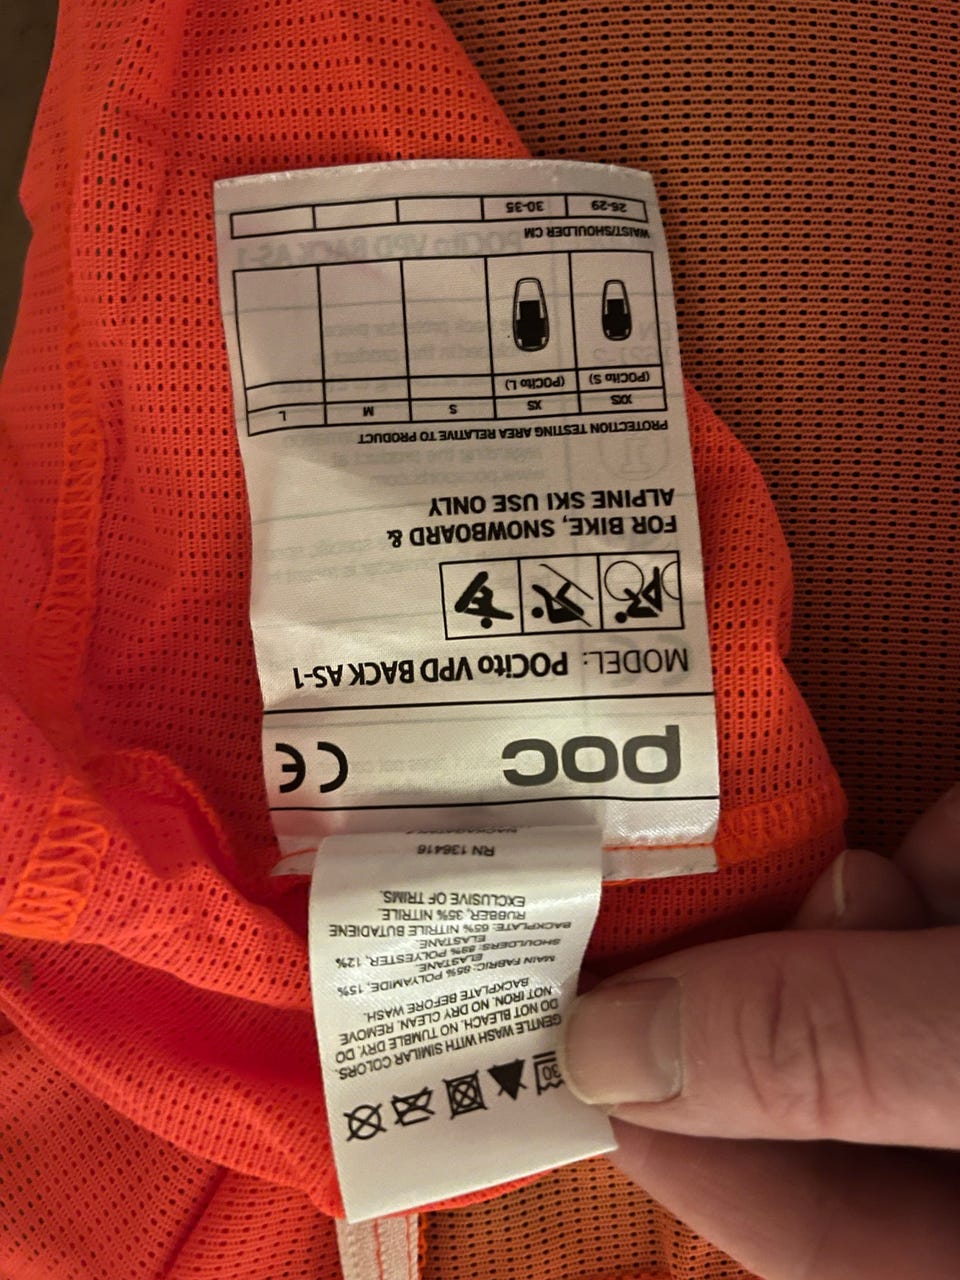 poc CE
MODEL: POCito VPD BACK AS-1
FOR BIKE, SNOWBOARD &
ALPINE SKI USE ONLY
PROTECTION TESTING AREA RELATIVE TO PRODUCT
XXS XS S M L
(POCito S) (POCito L)
WAIST/SHOULDER CM
26-29 30-35
30
GENTLE WASH WITH SIMILAR COLORS.
DO NOT BLEACH. NO TUMBLE DRY. DO
NOT IRON. NO DRY CLEAN. REMOVE
BACKPLATE BEFORE WASH.
MAIN FABRIC: 85% POLYAMIDE, 15%
ELASTANE.
SHOULDERS: 88% POLYESTER, 12%
ELASTANE.
BACKPLATE: 65% NITRILE BUTADIENE
RUBBER, 35% NITRILE.
EXCLUSIVE OF TRIMS.
RN 136416